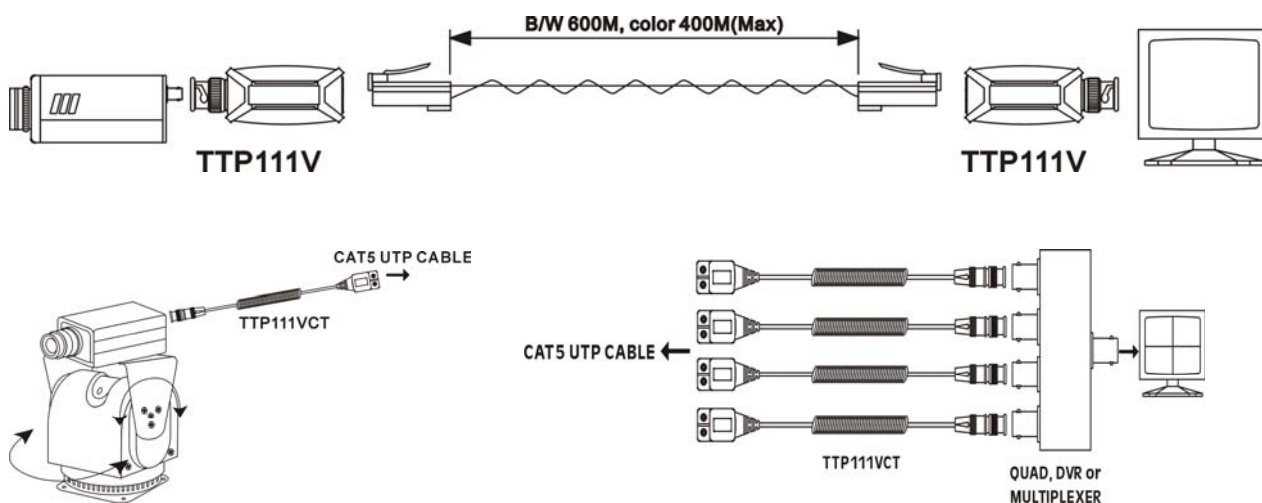 B/W 600M, color 400M(Max)
TTP111V
TTP111V
CAT5 UTP CABLE
TTP111VCT
CAT5 UTP CABLE
TTP111VCT
QUAD, DVR or
MULTIPLEXER